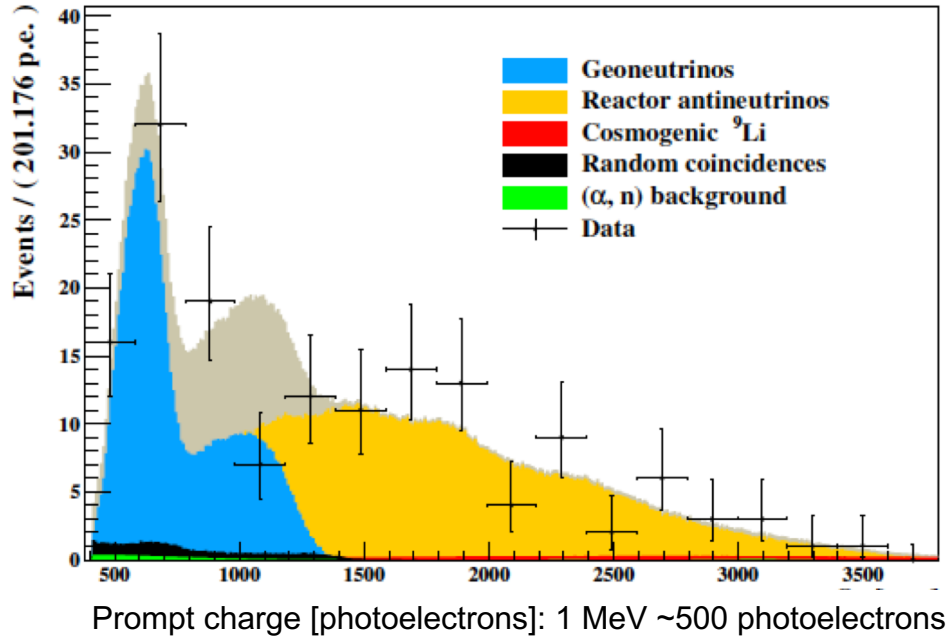 Events / ( 201.176 p.e. )
40
35
30
25
20
15
10
5
0
Geoneutrinos
Reactor antineutrinos
Cosmogenic ⁹Li
Random coincidences
(α, n) background
Data
500 1000 1500 2000 2500 3000 3500
Prompt charge [photoelectrons]: 1 MeV ~500 photoelectrons